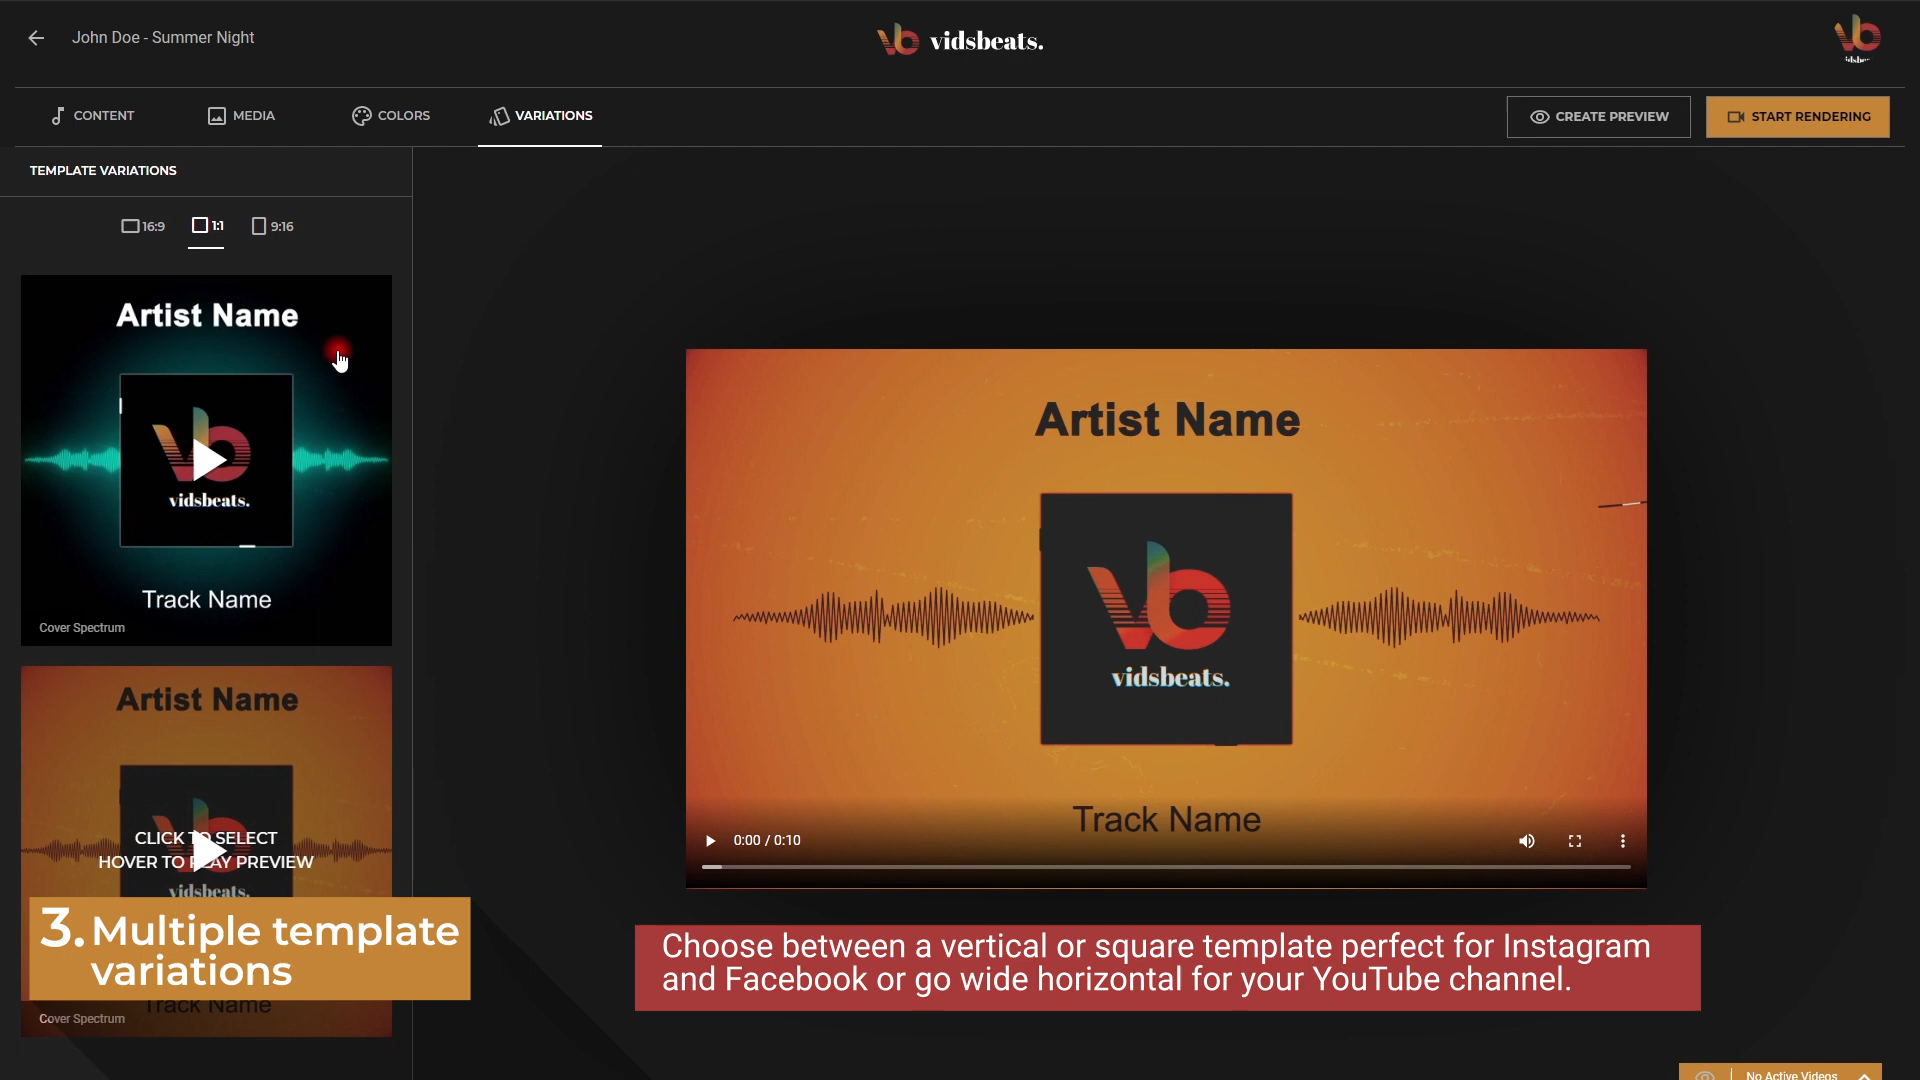 John Doe - Summer Night
vb vidsbeats.
CONTENT
MEDIA
COLORS
VARIATIONS
CREATE PREVIEW
START RENDERING
TEMPLATE VARIATIONS
16:9
1:1
9:16
Artist Name
vb
vidsbeats.
Track Name
Cover Spectrum
Artist Name
CLICK TO SELECT
HOVER TO PLAY PREVIEW
vidsbeats.
Track Name
Cover Spectrum
3. Multiple template
variations
Artist Name
vb
vidsbeats.
Track Name
0:00 / 0:10
Choose between a vertical or square template perfect for Instagram
and Facebook or go wide horizontal for your YouTube channel.
No Active Videos